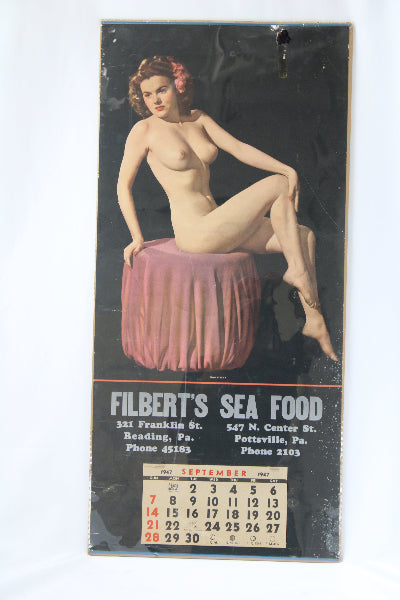 FILBERT'S SEA FOOD
321 Franklin St.
Reading, Pa.
Phone 45183
547 N. Center St.
Pottsville, Pa.
Phone 2103
1947 SEPTEMBER 1947
2 3 4 5 6
7 8 9 10 11 12 13
14 15 16 17 18 19 20
21 22 24 25 26 27
28 29 30